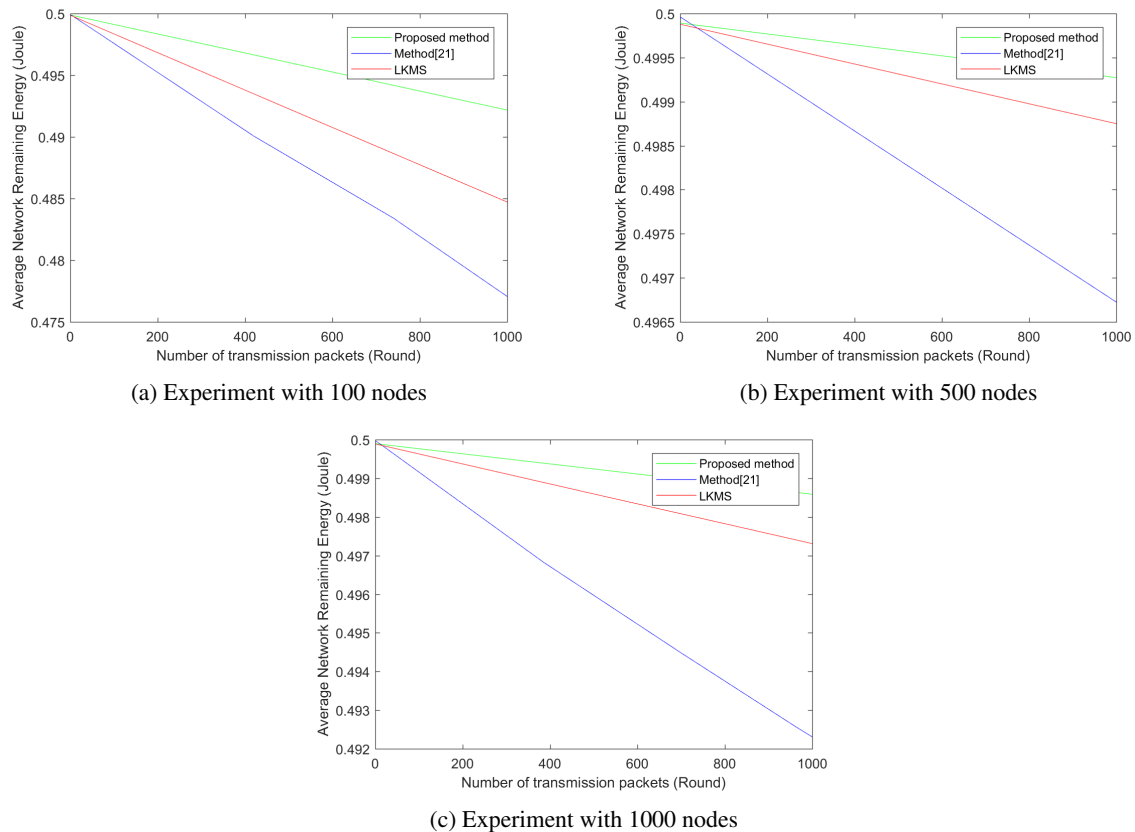 0.5
0.495
0.49
0.485
0.48
0.475
Average Network Remaining Energy (Joule)
0 200 400 600 800 1000
Number of transmission packets (Round)
Proposed method
Method[21]
LKMS
(a) Experiment with 100 nodes
0.5
0.4995
0.499
0.4985
0.498
0.4975
0.497
0.4965
Average Network Remaining Energy (Joule)
0 200 400 600 800 1000
Number of transmission packets (Round)
Proposed method
Method[21]
LKMS
(b) Experiment with 500 nodes
0.5
0.499
0.498
0.497
0.496
0.495
0.494
0.493
0.492
Average Network Remaining Energy (Joule)
0 200 400 600 800 1000
Number of transmission packets (Round)
Proposed method
Method[21]
LKMS
(c) Experiment with 1000 nodes